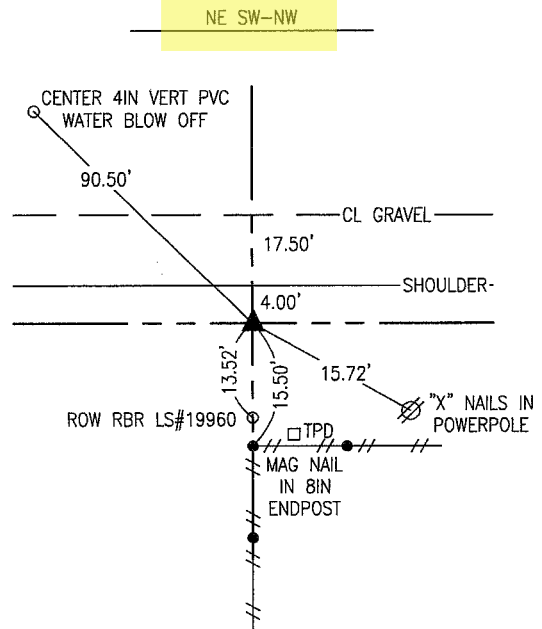 NE SW-NW
CENTER 4IN VERT PVC
WATER BLOW OFF
90.50'
CL GRAVEL
17.50'
SHOULDER
4.00'
13.52'
15.50'
15.72'
ROW RBR LS#19960
"X" NAILS IN
POWERPOLE
TPD
MAG NAIL
IN 8IN
ENDPOST